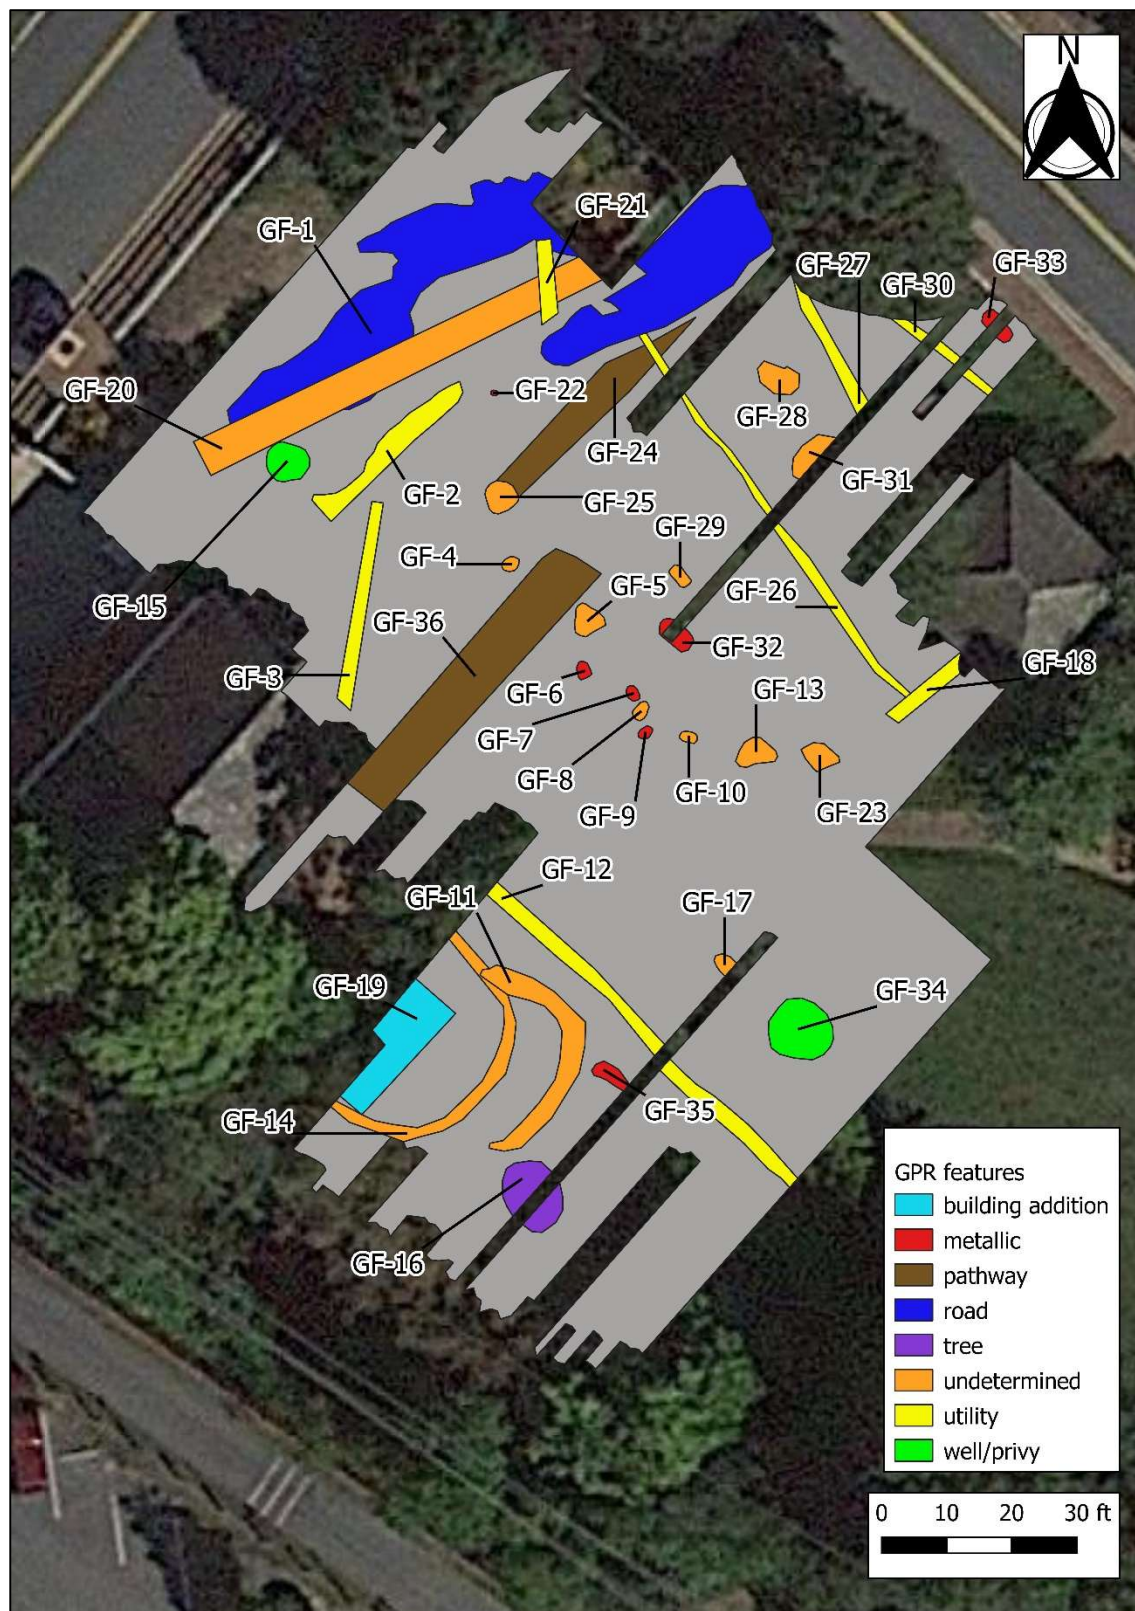 N
GF-21
GF-1
GF-27
GF-33
GF-30
GF-20
GF-22
GF-28
GF-24
GF-2
GF-31
GF-25
GF-29
GF-4
GF-15
GF-5
GF-26
GF-36
GF-32
GF-18
GF-3
GF-6
GF-13
GF-7
GF-8
GF-10
GF-9
GF-23
GF-12
GF-11
GF-17
GF-19
GF-34
GF-35
GF-14
GF-16
GPR features
building addition
metallic
pathway
road
tree
undetermined
utility
well/privy
0 10 20 30 ft